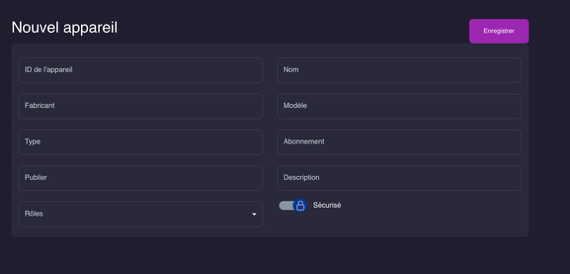 Nouvel appareil
Enregistrer
ID de l'appareil
Nom
Fabricant
Modèle
Type
Abonnement
Publier
Description
Rôles
Sécurisé